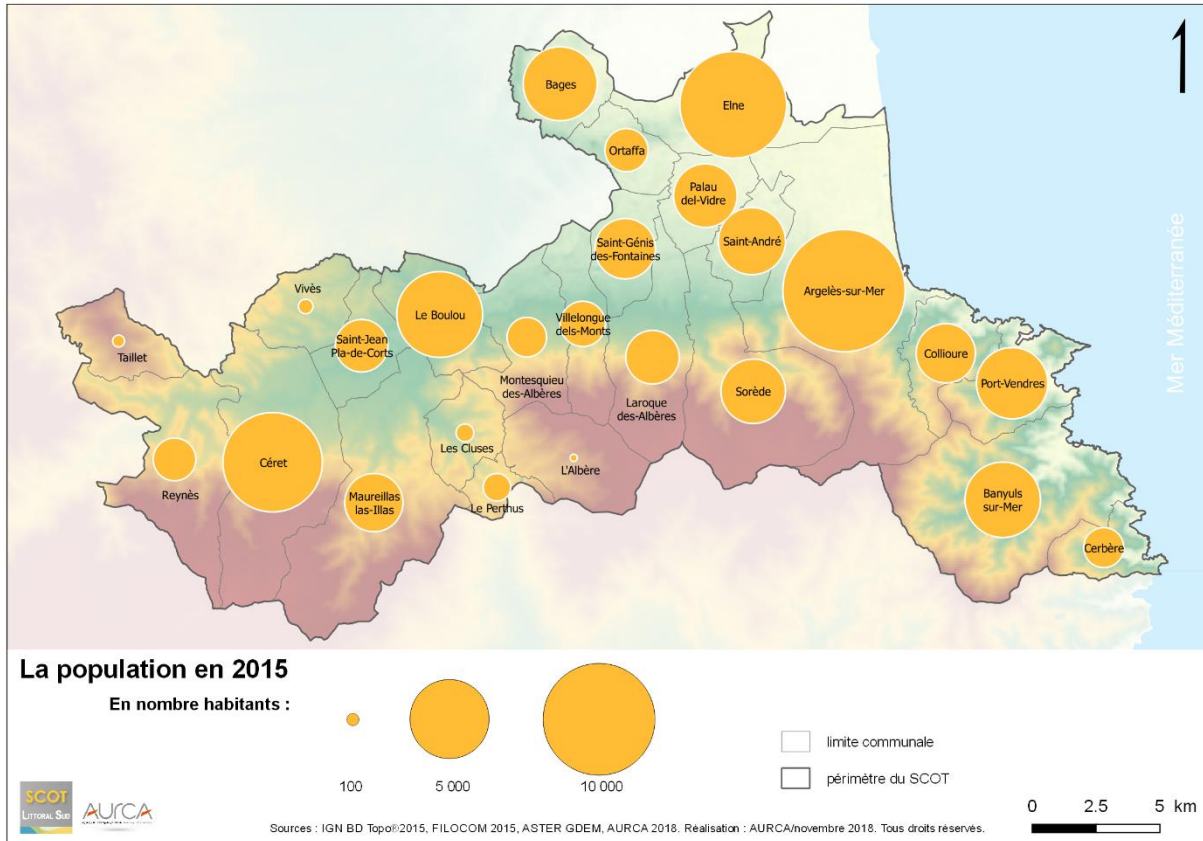 Bages
Elne
Ortaffa
Palau
del-Vidre
Saint-André
Saint-Génis
des-Fontaines
Argelès-sur-Mer
Mer Méditerranée
Vivès
Le Boulou
Villelongue
dels-Monts
Saint-Jean
Pla-de-Corts
Taillet
Collioure
Port-Vendres
Montesquieu
des-Albères
Laroque
des-Albères
Sorède
Les Cluses
L'Albère
Céret
Reynès
Maureillas
las-Illas
Le Perthus
Banyuls
sur-Mer
Cerbère
La population en 2015
En nombre habitants :
100
5 000
10 000
limite communale
périmètre du SCOT
SCOT
LITTORAL SUD
AURCA
0 2.5 5 km
Sources : IGN BD Topo®2015, FILOCOM 2015, ASTER GDEM, AURCA 2018. Réalisation : AURCA/novembre 2018. Tous droits réservés.